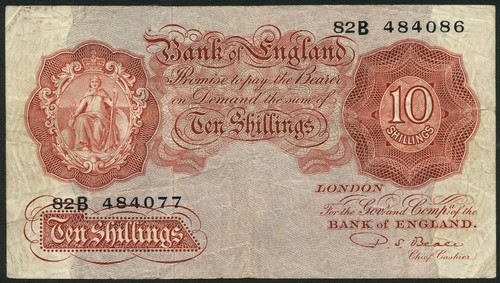 82B 484086
Bank of England
Promise to pay the Bearer
on Demand the sum of
Ten Shillings
10
SHILLINGS
LONDON
For the Govr. and Compa. of the
BANK OF ENGLAND.
Chief Cashier.
82B 484077
Ten Shillings